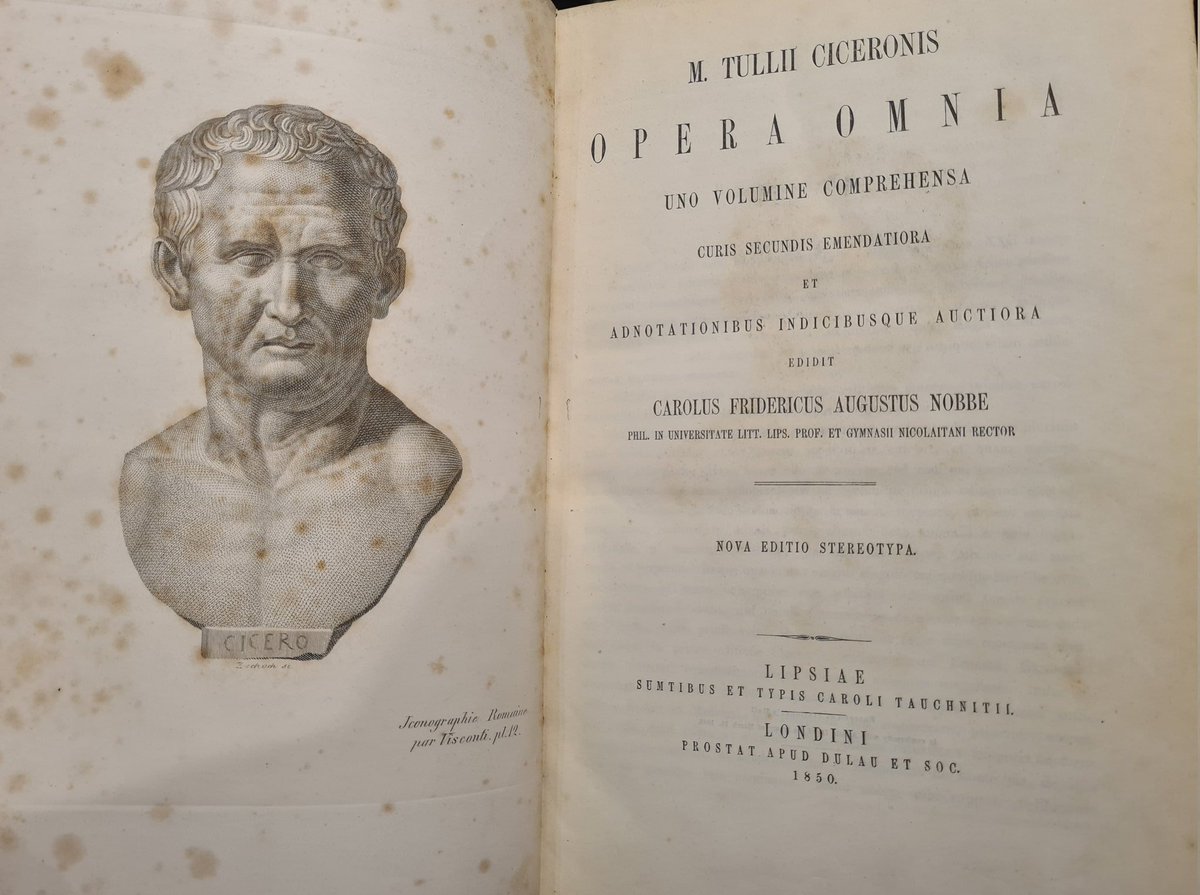 CICERO
Zschoch sc.
Iconographie Romaine
par Visconti. pl. 12.
M. TULLII CICERONIS
OPERA OMNIA
UNO VOLUMINE COMPREHENSA
CURIS SECUNDIS EMENDATIORA
ET
ADNOTATIONIBUS INDICIBUSQUE AUCTIORA
EDIDIT
CAROLUS FRIDERICUS AUGUSTUS NOBBE
PHIL. IN UNIVERSITATE LITT. LIPS. PROF. ET GYMNASII NICOLAITANI RECTOR
NOVA EDITIO STEREOTYPA.
LIPSIAE
SUMTIBUS ET TYPIS CAROLI TAUCHNITII.
LONDINI
PROSTAT APUD DULAU ET SOC.
1850.